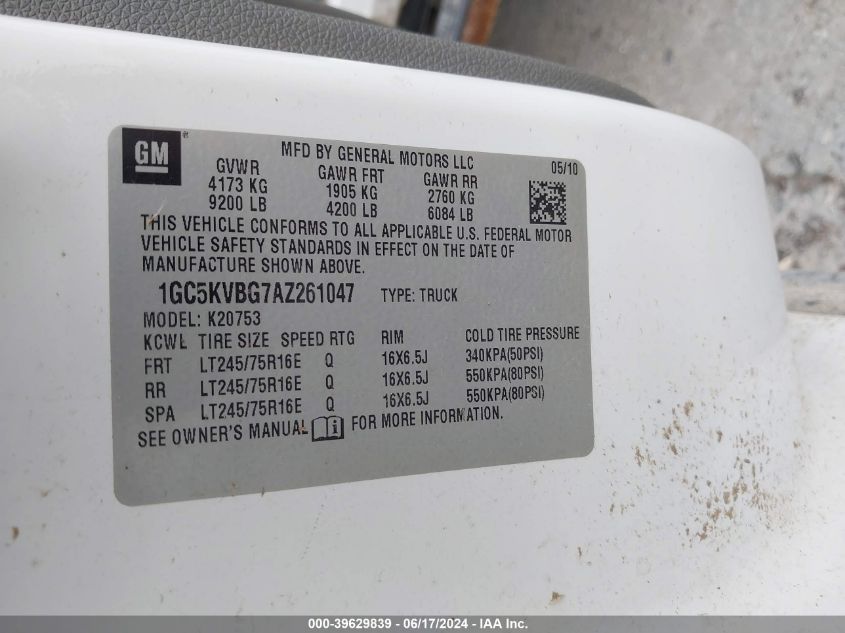 GM ®
MFD BY GENERAL MOTORS LLC 05/10
GVWR GAWR FRT GAWR RR
4173 KG 1905 KG 2760 KG
9200 LB 4200 LB 6084 LB
THIS VEHICLE CONFORMS TO ALL APPLICABLE U.S. FEDERAL MOTOR
VEHICLE SAFETY STANDARDS IN EFFECT ON THE DATE OF
MANUFACTURE SHOWN ABOVE.
1GC5KVBG7AZ261047 TYPE: TRUCK
MODEL: K20753
KCWL TIRE SIZE SPEED RTG RIM COLD TIRE PRESSURE
FRT LT245/75R16E Q 16X6.5J 340KPA(50PSI)
RR LT245/75R16E Q 16X6.5J 550KPA(80PSI)
SPA LT245/75R16E Q 16X6.5J 550KPA(80PSI)
SEE OWNER'S MANUAL i FOR MORE INFORMATION.
000-39629839 - 06/17/2024 - IAA Inc.